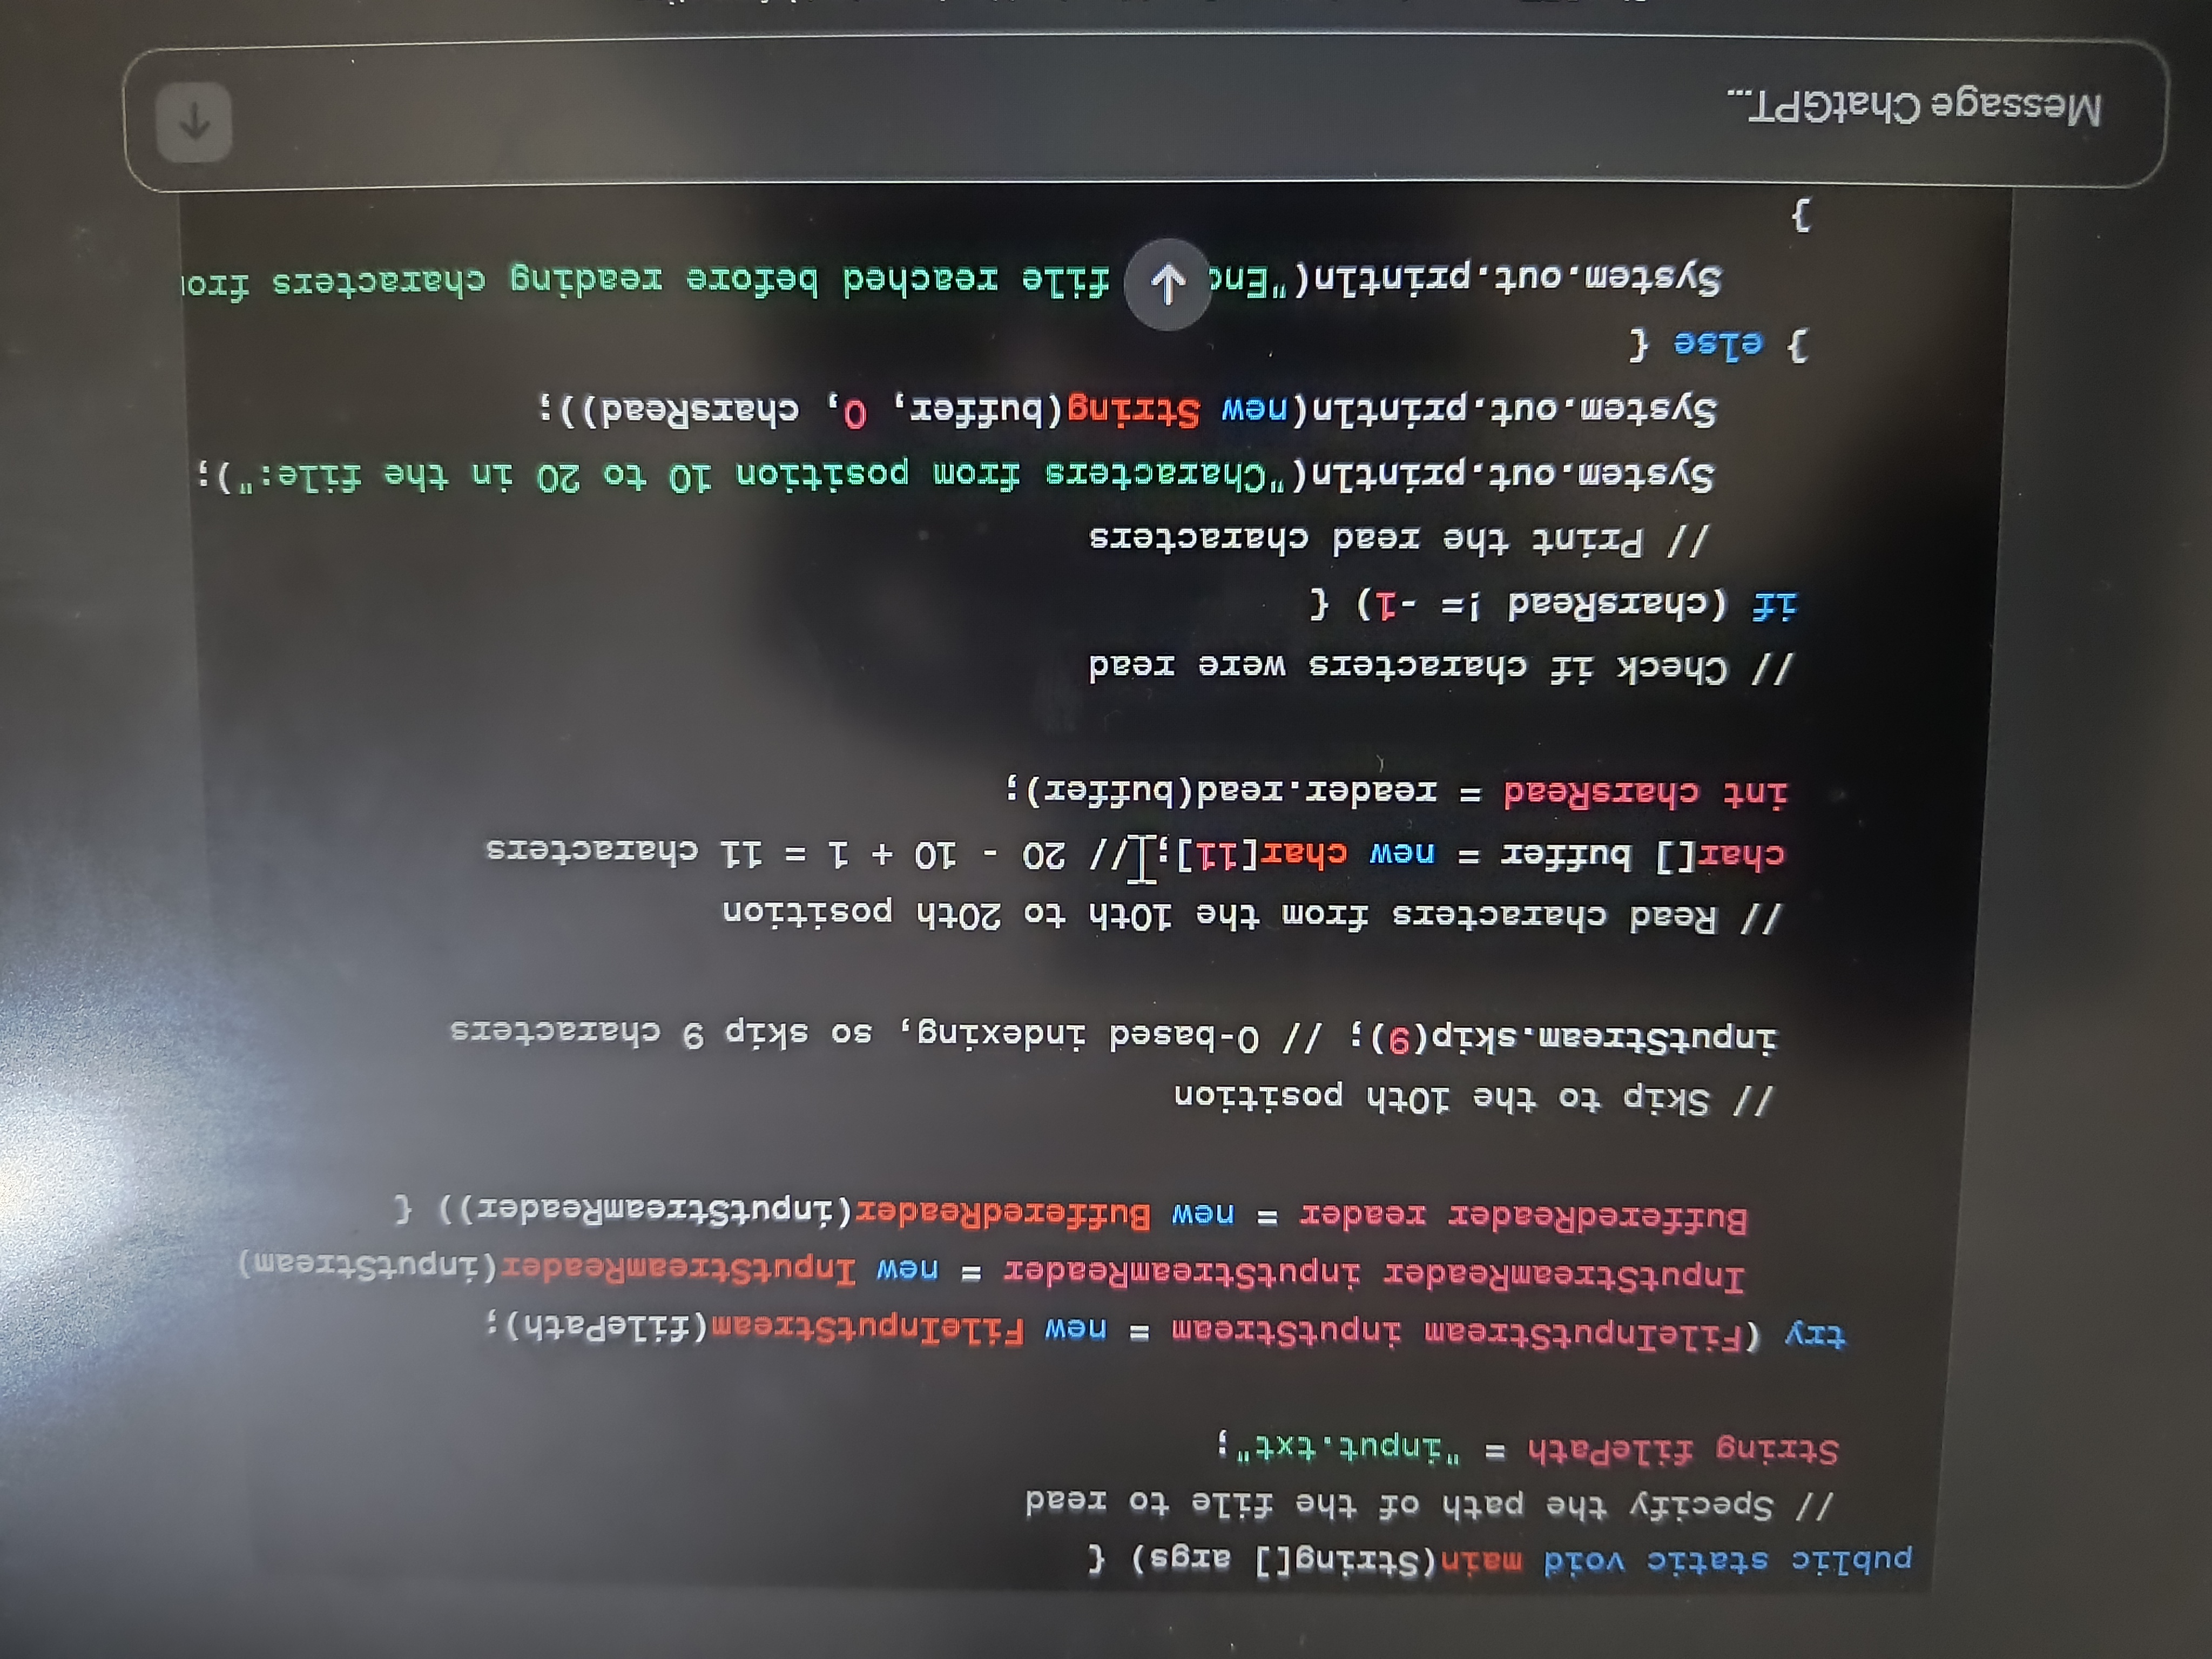 public static void main(String[] args) {
// Specify the path of the file to read
String filePath = "input.txt";
try (FileInputStream inputStream = new FileInputStream(filePath);
InputStreamReader inputStreamReader = new InputStreamReader(inputStream)
BufferedReader reader = new BufferedReader(inputStreamReader)) {
// Skip to the 10th position
inputStream.skip(9); // 0-based indexing, so skip 9 characters
// Read characters from the 10th to 20th position
char[] buffer = new char[11]; // 20 - 10 + 1 = 11 characters
int charsRead = reader.read(buffer);
// Check if characters were read
if (charsRead != -1) {
// Print the read characters
System.out.println("Characters from position 10 to 20 in the file:");
System.out.println(new String(buffer, 0, charsRead));
} else {
System.out.println("En file reached before reading characters fro
}
Message ChatGPT...